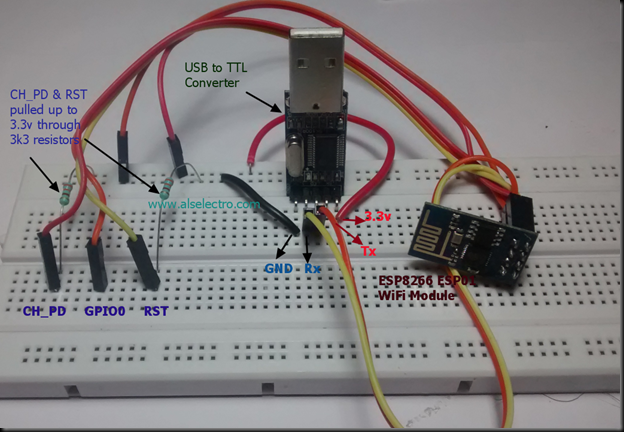 USB to TTL
Converter
CH_PD & RST
pulled up to
3.3v through
3k3 resistors
www.alselectro.com
3.3v
Tx
GND
Rx
ESP8266 ESP01
WiFi Module
CH_PD
GPIO0
RST